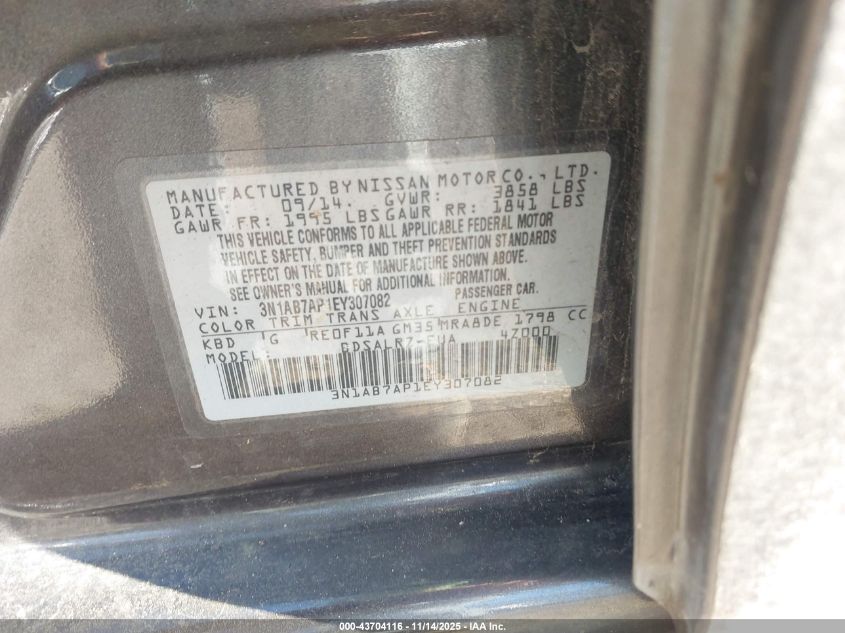 MANUFACTURED BY NISSAN MOTOR CO., LTD.
DATE: 09/14. GVWR: 3858 LBS
GAWR FR: 1995 LBS GAWR RR: 1841 LBS
THIS VEHICLE CONFORMS TO ALL APPLICABLE FEDERAL MOTOR
VEHICLE SAFETY, BUMPER AND THEFT PREVENTION STANDARDS
IN EFFECT ON THE DATE OF MANUFACTURE SHOWN ABOVE.
SEE OWNER'S MANUAL FOR ADDITIONAL INFORMATION.
VIN: 3N1AB7AP1EY307082 PASSENGER CAR.
COLOR TRIM TRANS AXLE ENGINE
KBD G RE0F11A GM35 MRA8DE 1798 CC
MODEL: GDSALR7-EUA 47000
3N1AB7AP1EY307082
000-43704116 - 11/14/2025 - IAA Inc.